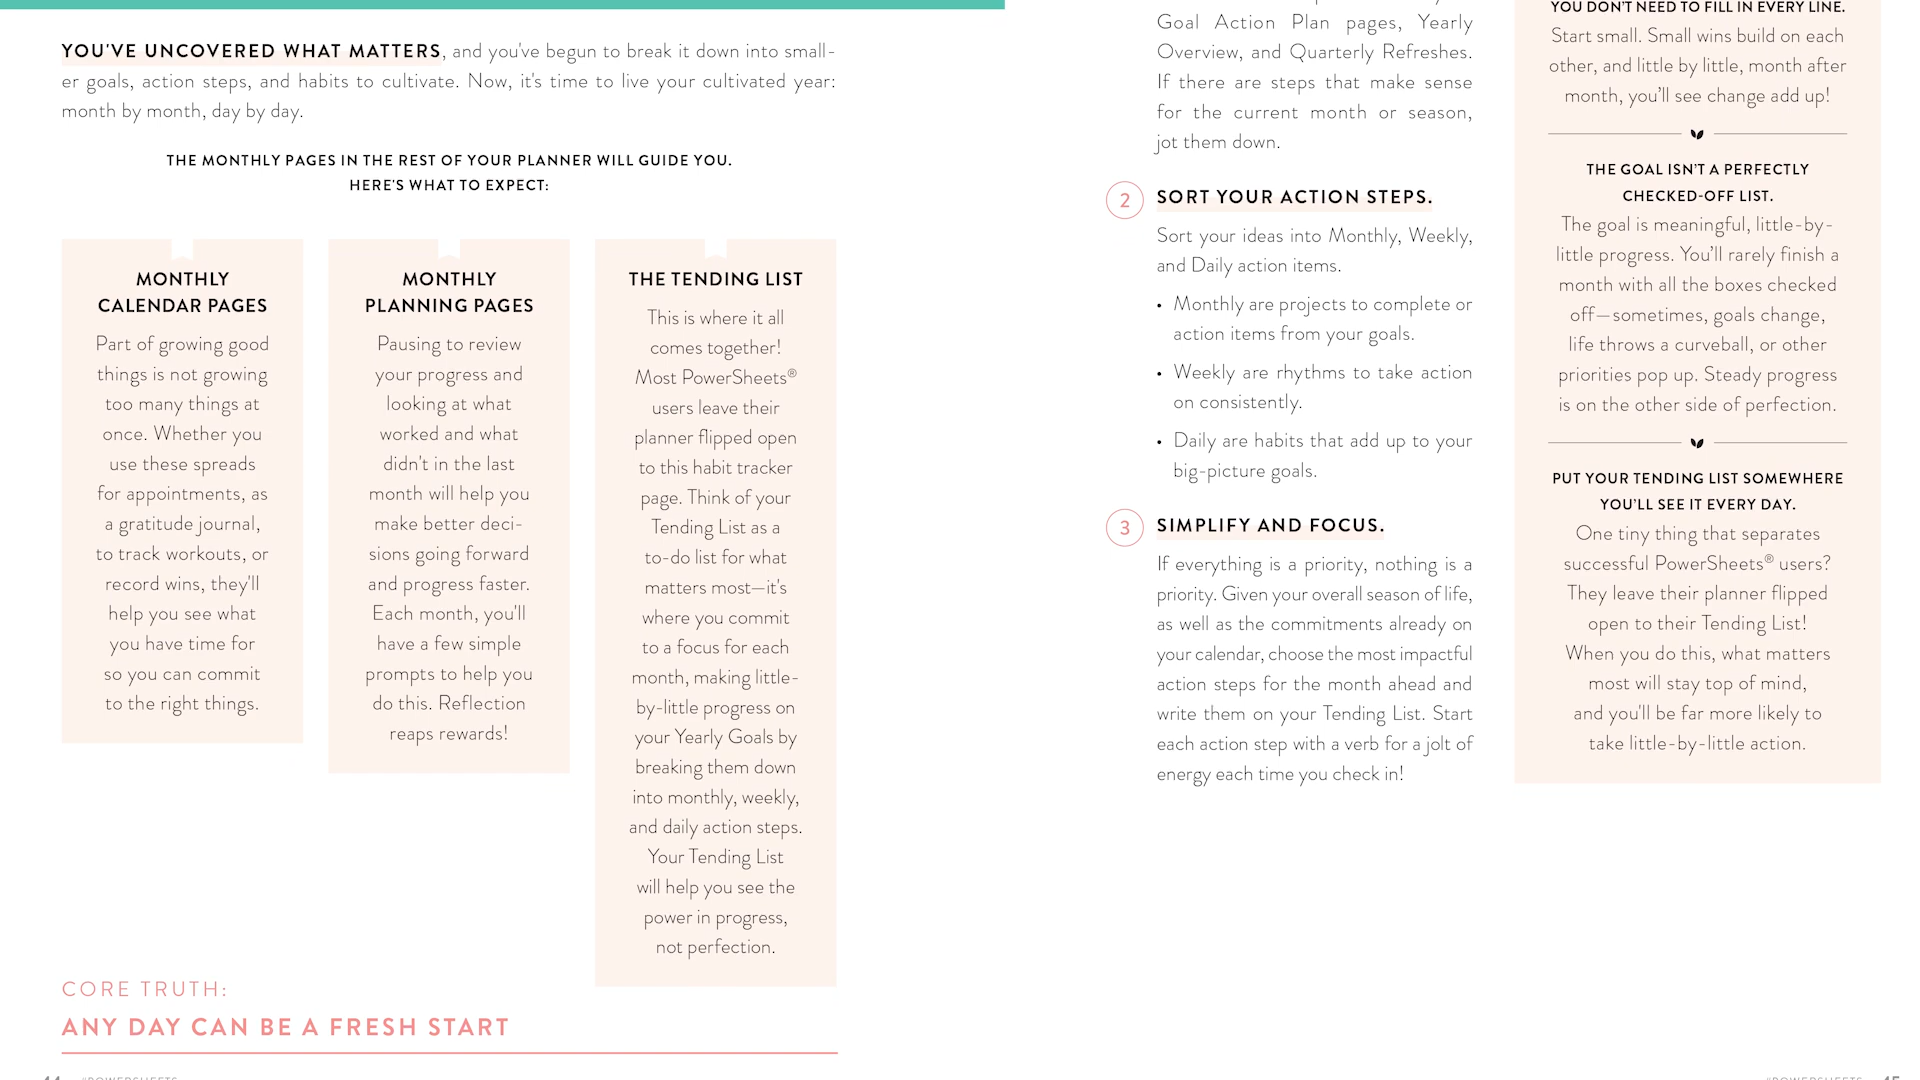 YOU'VE UNCOVERED WHAT MATTERS, and you've begun to break it down into small-
er goals, action steps, and habits to cultivate. Now, it's time to live your cultivated year:
month by month, day by day.
THE MONTHLY PAGES IN THE REST OF YOUR PLANNER WILL GUIDE YOU.
HERE'S WHAT TO EXPECT:
MONTHLY
CALENDAR PAGES
Part of growing good
things is not growing
too many things at
once. Whether you
use these spreads
for appointments, as
a gratitude journal,
to track workouts, or
record wins, they'll
help you see what
you have time for
so you can commit
to the right things.
MONTHLY
PLANNING PAGES
Pausing to review
your progress and
looking at what
worked and what
didn't in the last
month will help you
make better deci-
sions going forward
and progress faster.
Each month, you'll
have a few simple
prompts to help you
do this. Reflection
reaps rewards!
THE TENDING LIST
This is where it all
comes together!
Most PowerSheets®
users leave their
planner flipped open
to this habit tracker
page. Think of your
Tending List as a
to-do list for what
matters most—it's
where you commit
to a focus for each
month, making little-
by-little progress on
your Yearly Goals by
breaking them down
into monthly, weekly,
and daily action steps.
Your Tending List
will help you see the
power in progress,
not perfection.
CORE TRUTH:
ANY DAY CAN BE A FRESH START
Goal Action Plan pages, Yearly
Overview, and Quarterly Refreshes.
If there are steps that make sense
for the current month or season,
jot them down.
2 SORT YOUR ACTION STEPS.
Sort your ideas into Monthly, Weekly,
and Daily action items.
• Monthly are projects to complete or
action items from your goals.
• Weekly are rhythms to take action
on consistently.
• Daily are habits that add up to your
big-picture goals.
3 SIMPLIFY AND FOCUS.
If everything is a priority, nothing is a
priority. Given your overall season of life,
as well as the commitments already on
your calendar, choose the most impactful
action steps for the month ahead and
write them on your Tending List. Start
each action step with a verb for a jolt of
energy each time you check in!
YOU DON'T NEED TO FILL IN EVERY LINE.
Start small. Small wins build on each
other, and little by little, month after
month, you'll see change add up!
THE GOAL ISN'T A PERFECTLY
CHECKED-OFF LIST.
The goal is meaningful, little-by-
little progress. You'll rarely finish a
month with all the boxes checked
off—sometimes, goals change,
life throws a curveball, or other
priorities pop up. Steady progress
is on the other side of perfection.
PUT YOUR TENDING LIST SOMEWHERE
YOU'LL SEE IT EVERY DAY.
One tiny thing that separates
successful PowerSheets® users?
They leave their planner flipped
open to their Tending List!
When you do this, what matters
most will stay top of mind,
and you'll be far more likely to
take little-by-little action.